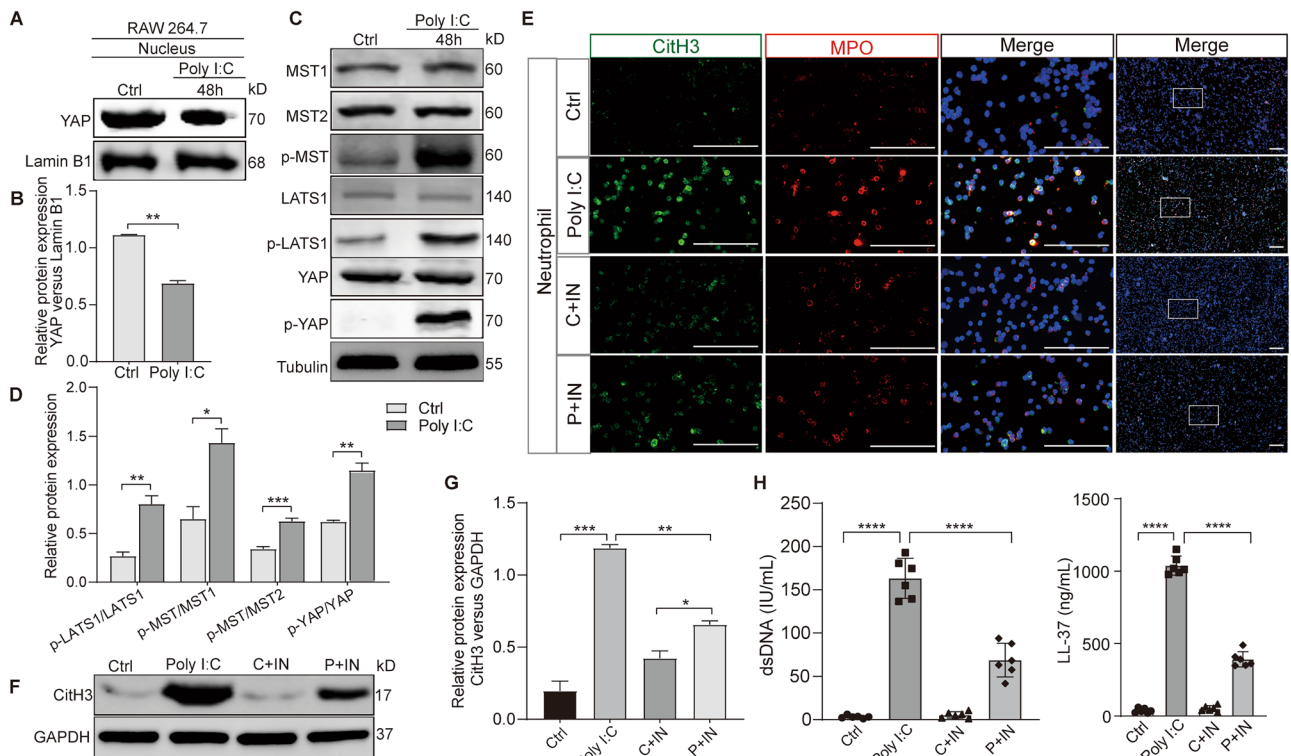 A
RAW 264.7
Nucleus
Poly I:C
Ctrl
48h
kD
YAP
70
Lamin B1
68
B
Relative protein expression
YAP versus Lamin B1
1.5
1.0
0.5
0.0
**
Ctrl
Poly I:C
C
Poly I:C
Ctrl
48h
kD
MST1
60
MST2
60
p-MST
60
LATS1
140
p-LATS1
140
YAP
70
p-YAP
70
Tubulin
55
D
Relative protein expression
2.0
1.5
1.0
0.5
0.0
**
*
***
**
Ctrl
Poly I:C
p-LATS1/LATS1
p-MST/MST1
p-MST/MST2
p-YAP/YAP
E
CitH3
MPO
Merge
Merge
Neutrophil
Ctrl
Poly I:C
C+IN
P+IN
F
Ctrl
Poly I:C
C+IN
P+IN
kD
CitH3
17
GAPDH
37
G
Relative protein expression
CitH3 versus GAPDH
1.5
1.0
0.5
0.0
***
**
*
Ctrl
Poly I:C
C+IN
P+IN
H
dsDNA (IU/mL)
250
200
150
100
50
0
****
****
Ctrl
Poly I:C
C+IN
P+IN
LL-37 (ng/mL)
1000
500
0
****
****
Ctrl
Poly I:C
C+IN
P+IN